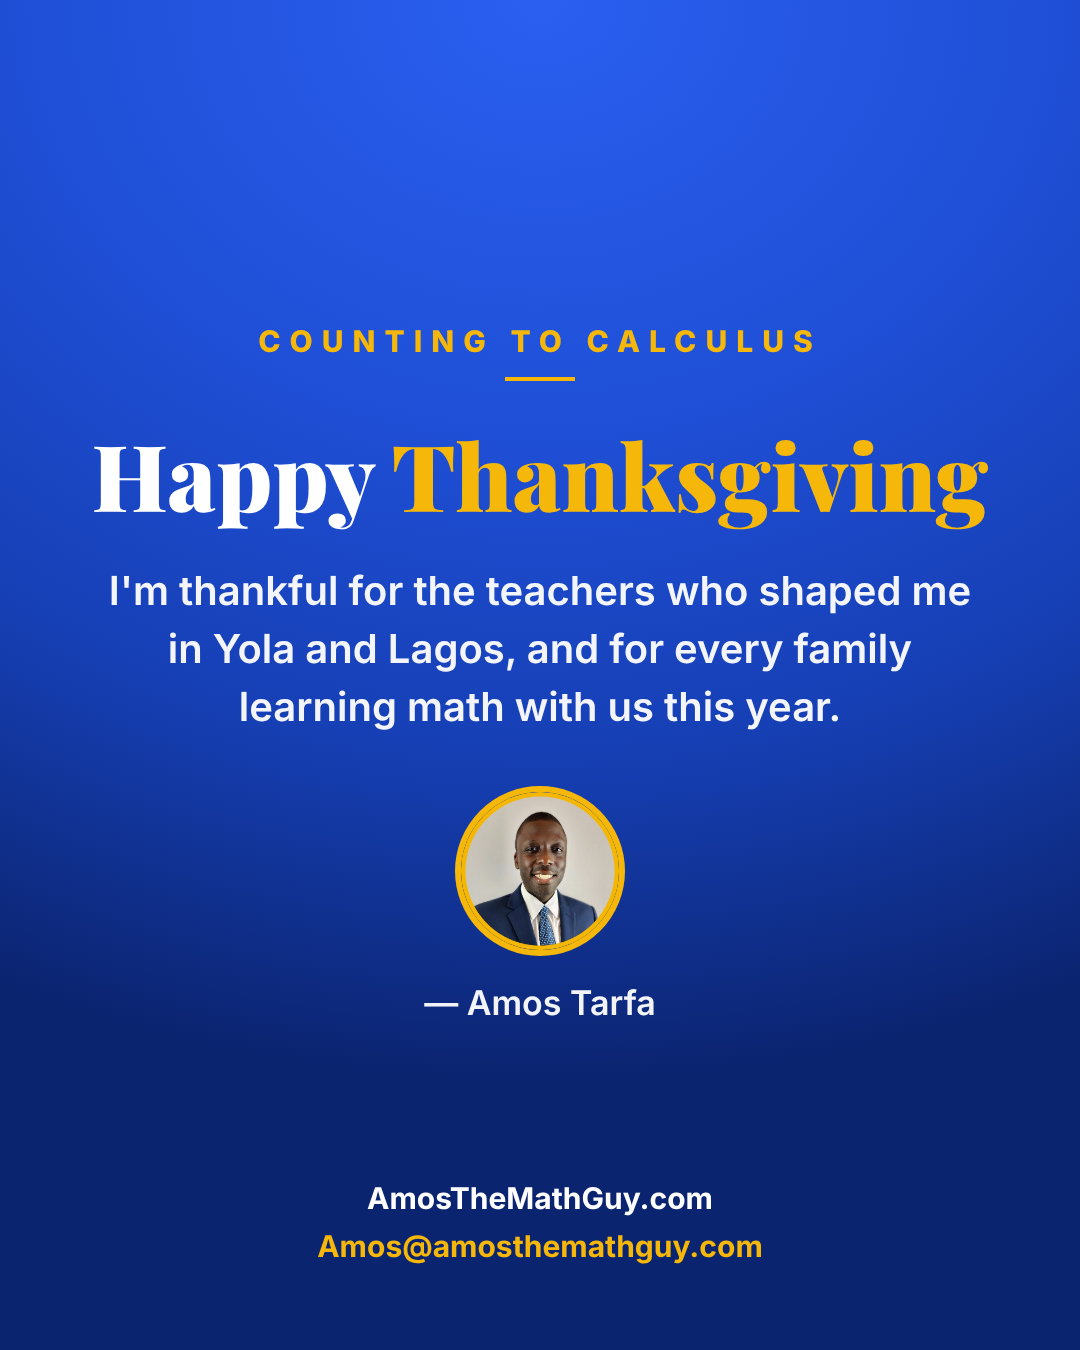 COUNTING TO CALCULUS
Happy Thanksgiving
I'm thankful for the teachers who shaped me
in Yola and Lagos, and for every family
learning math with us this year.
— Amos Tarfa
AmosTheMathGuy.com
Amos@amosthemathguy.com